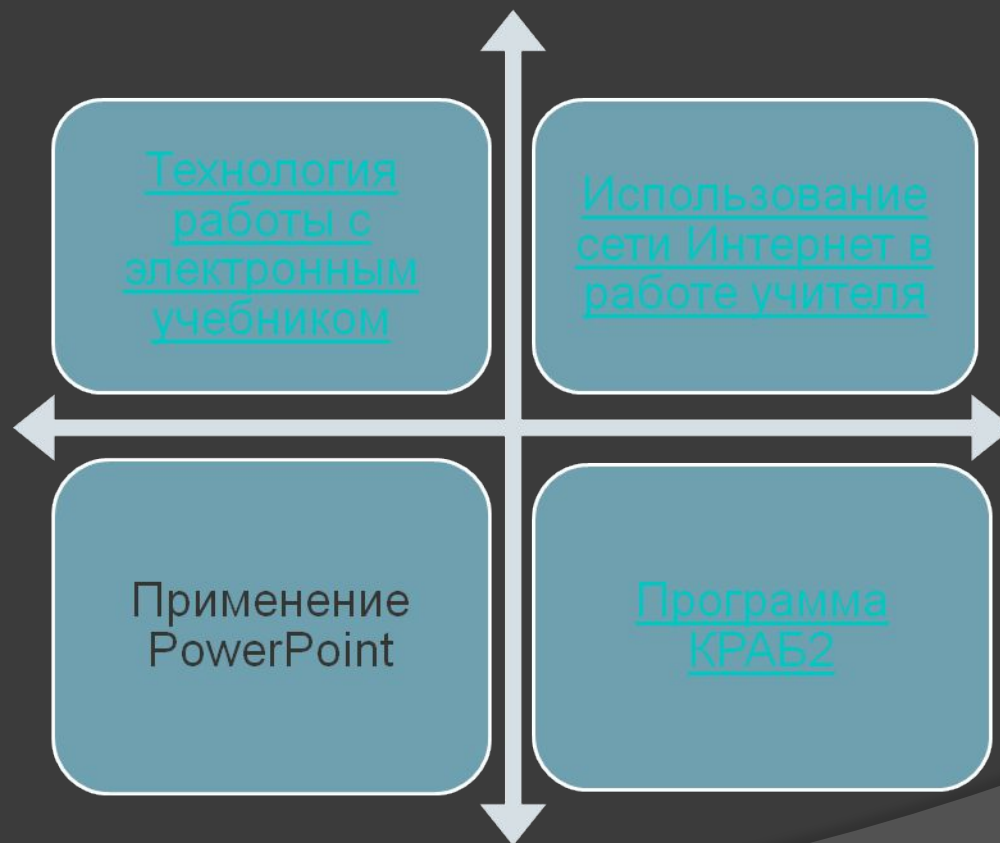 Технология
работы с
электронным
учебником
Использование
сети Интернет в
работе учителя
Применение
PowerPoint
Программа
КРАБ2